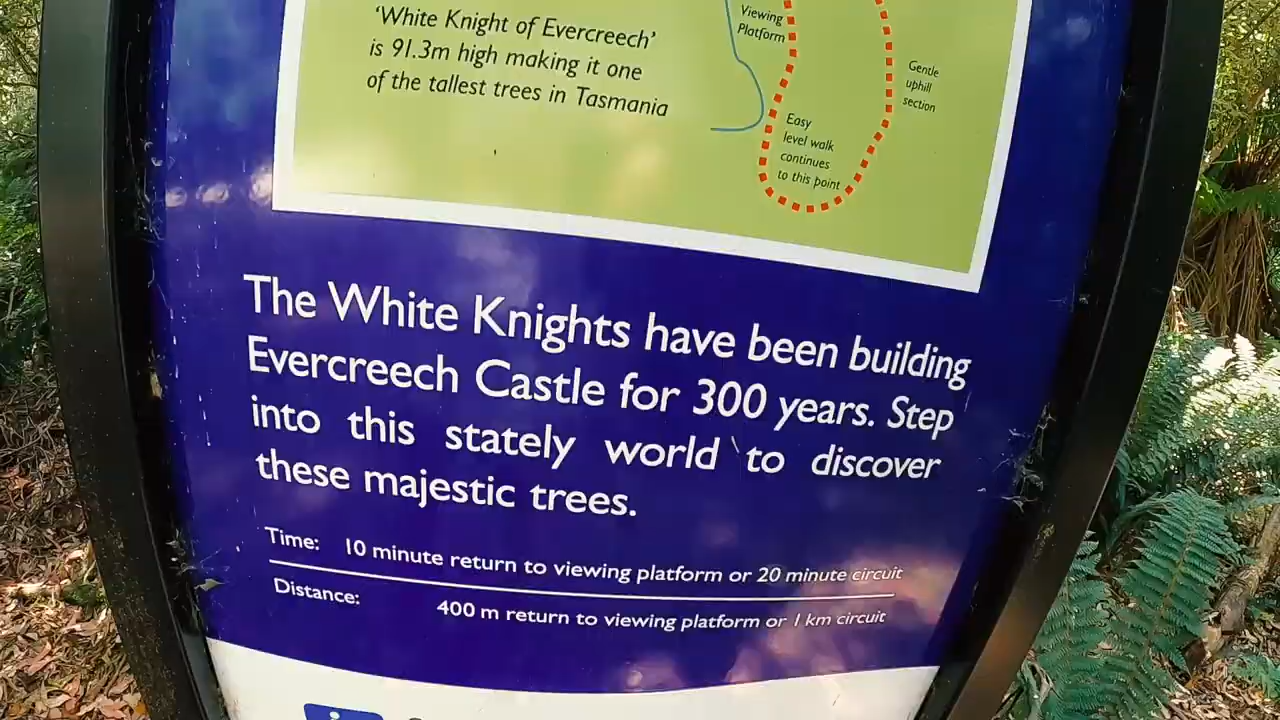 'White Knight of Evercreech'
is 91.3m high making it one
of the tallest trees in Tasmania
Viewing
Platform
Gentle
uphill
section
Easy
level walk
continues
to this point
The White Knights have been building
Evercreech Castle for 300 years. Step
into this stately world to discover
these majestic trees.
Time: 10 minute return to viewing platform or 20 minute circuit
Distance: 400 m return to viewing platform or 1 km circuit